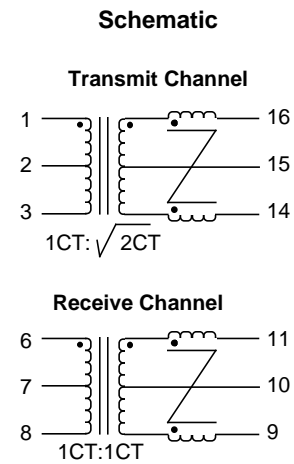 Schematic
Transmit Channel
1
16
2
15
3
14
1CT: √2CT
Receive Channel
6
11
7
10
8
9
1CT:1CT